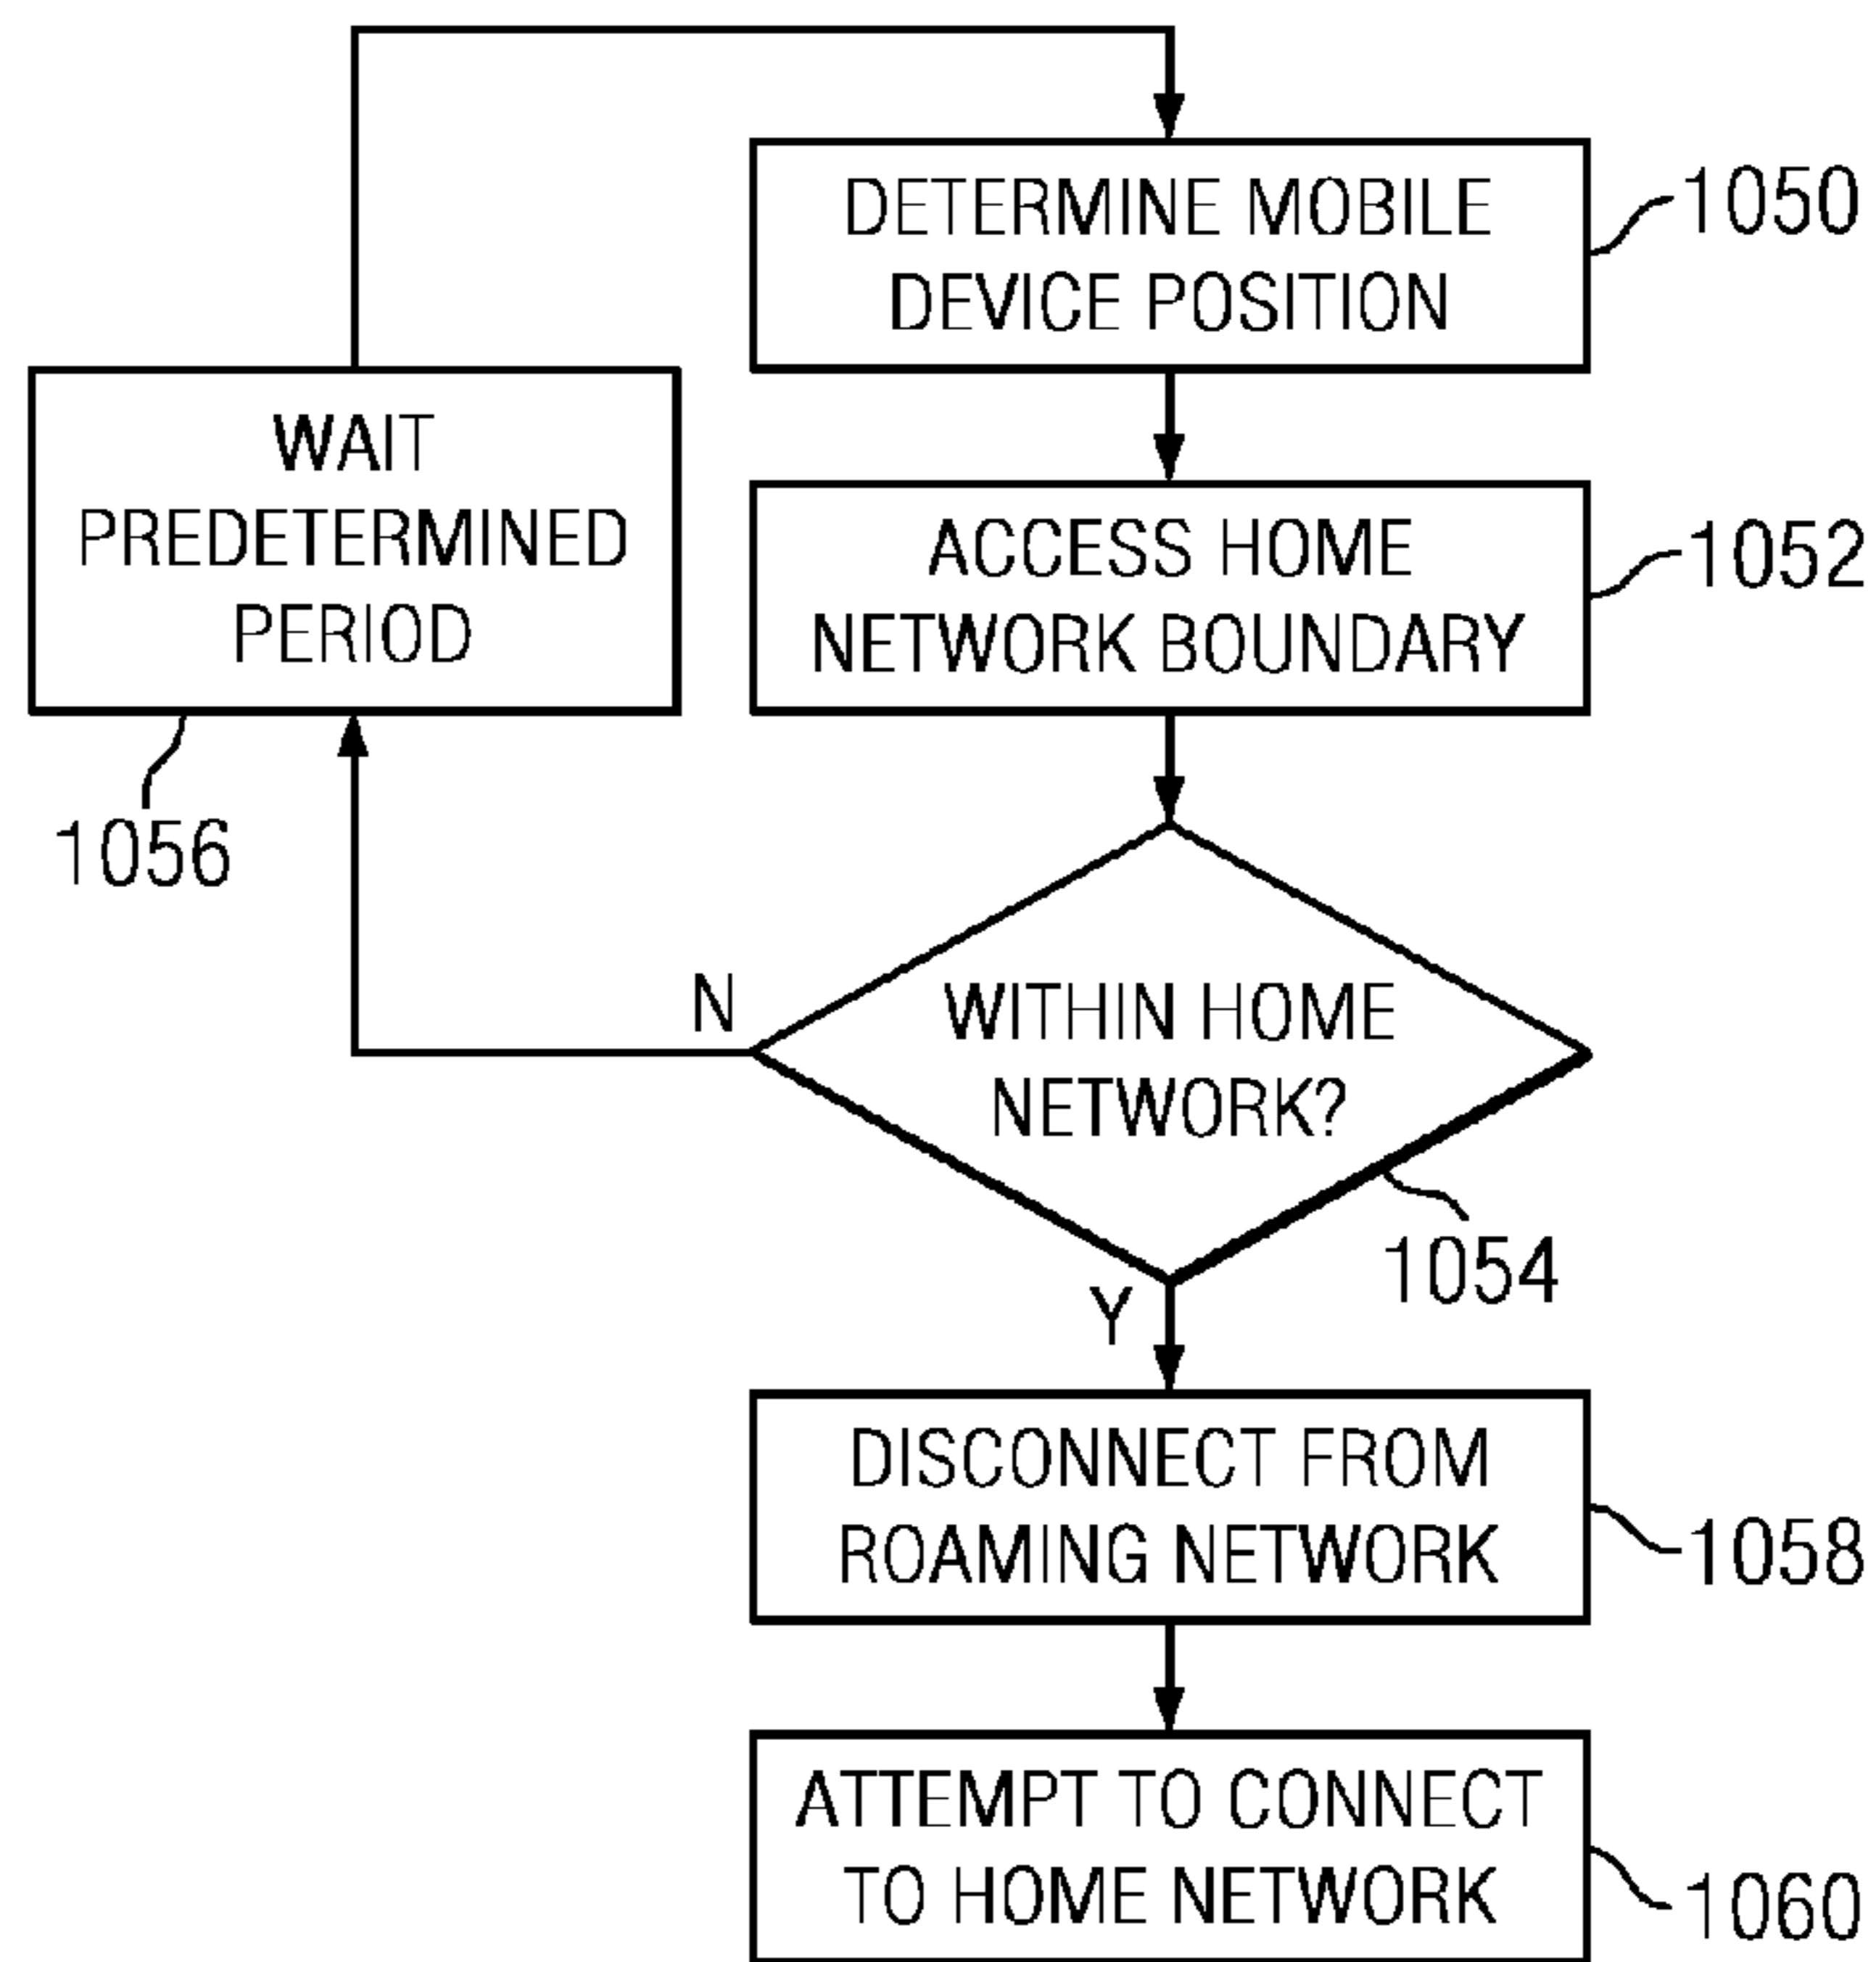 DETERMINE MOBILE
DEVICE POSITION
1050
WAIT
PREDETERMINED
PERIOD
1056
ACCESS HOME
NETWORK BOUNDARY
1052
N
WITHIN HOME
NETWORK?
1054
Y
DISCONNECT FROM
ROAMING NETWORK
1058
ATTEMPT TO CONNECT
TO HOME NETWORK
1060